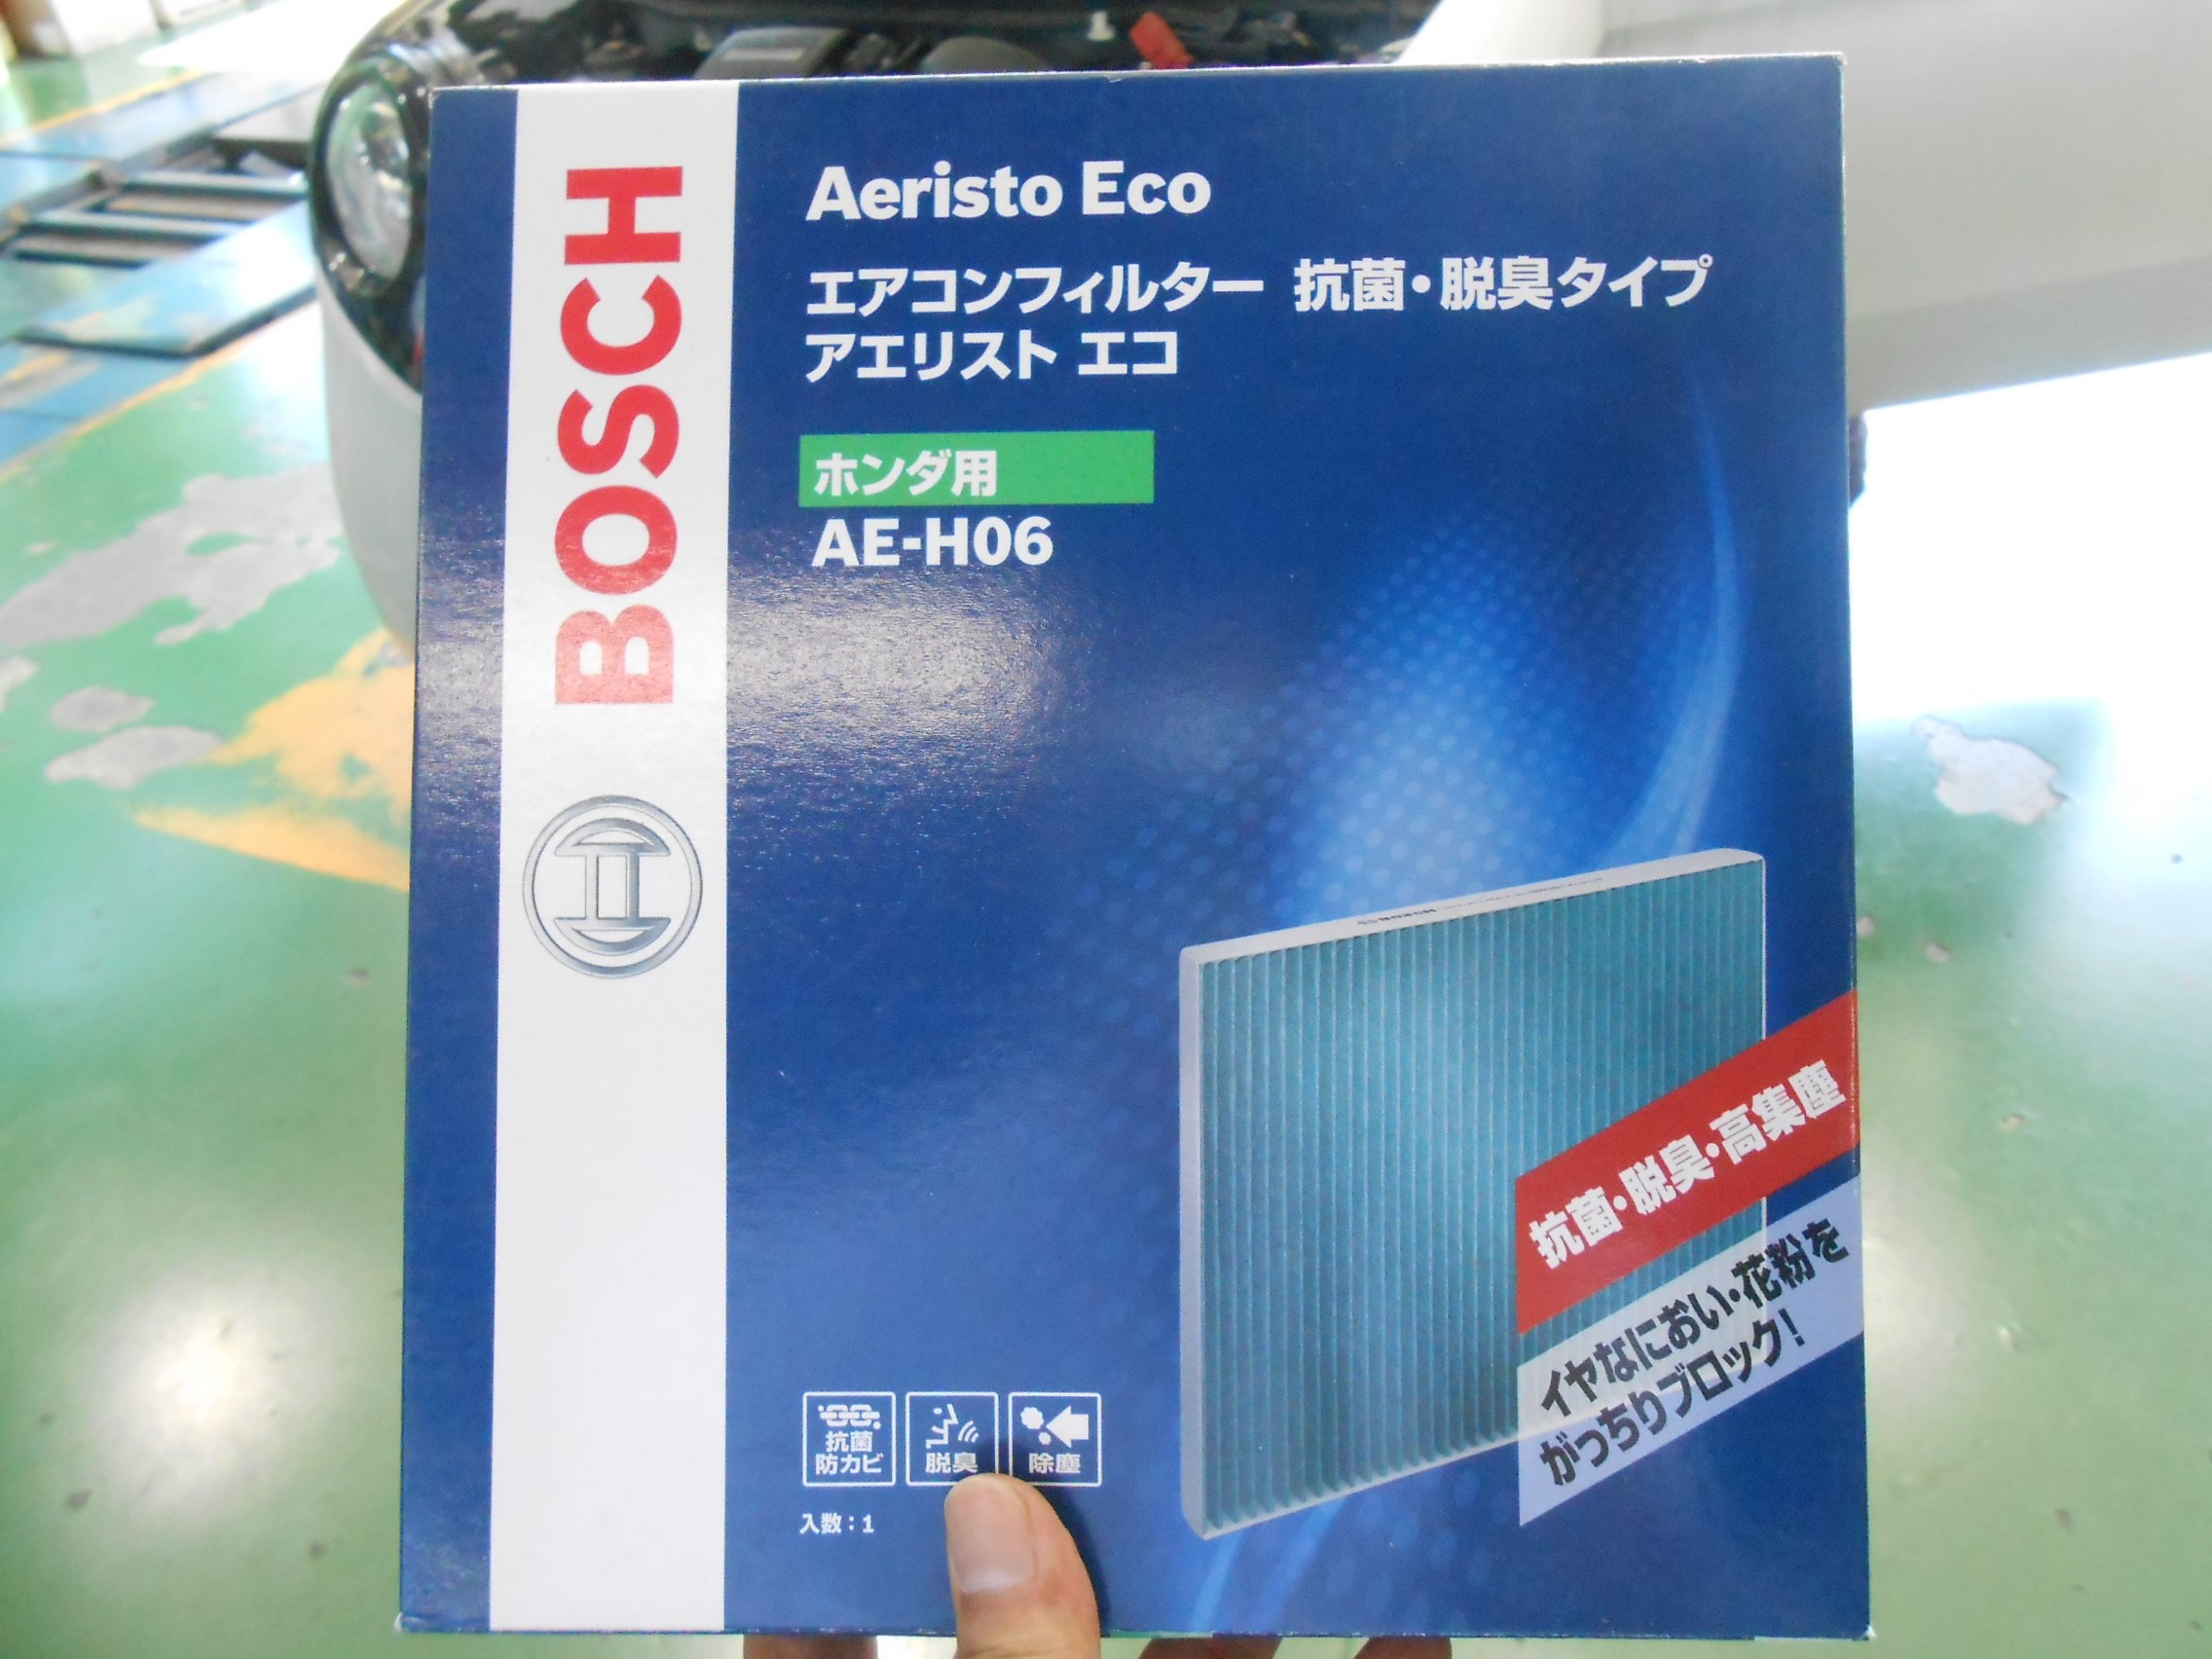 BOSCH
Aeristo Eco
エアコンフィルター 抗菌・脱臭タイプ
アエリスト エコ
ホンダ用
AE-H06
抗菌・脱臭・高集塵
イヤなにおい・花粉を
がっちりブロック!
抗菌
防カビ
脱臭
除塵
入数:1